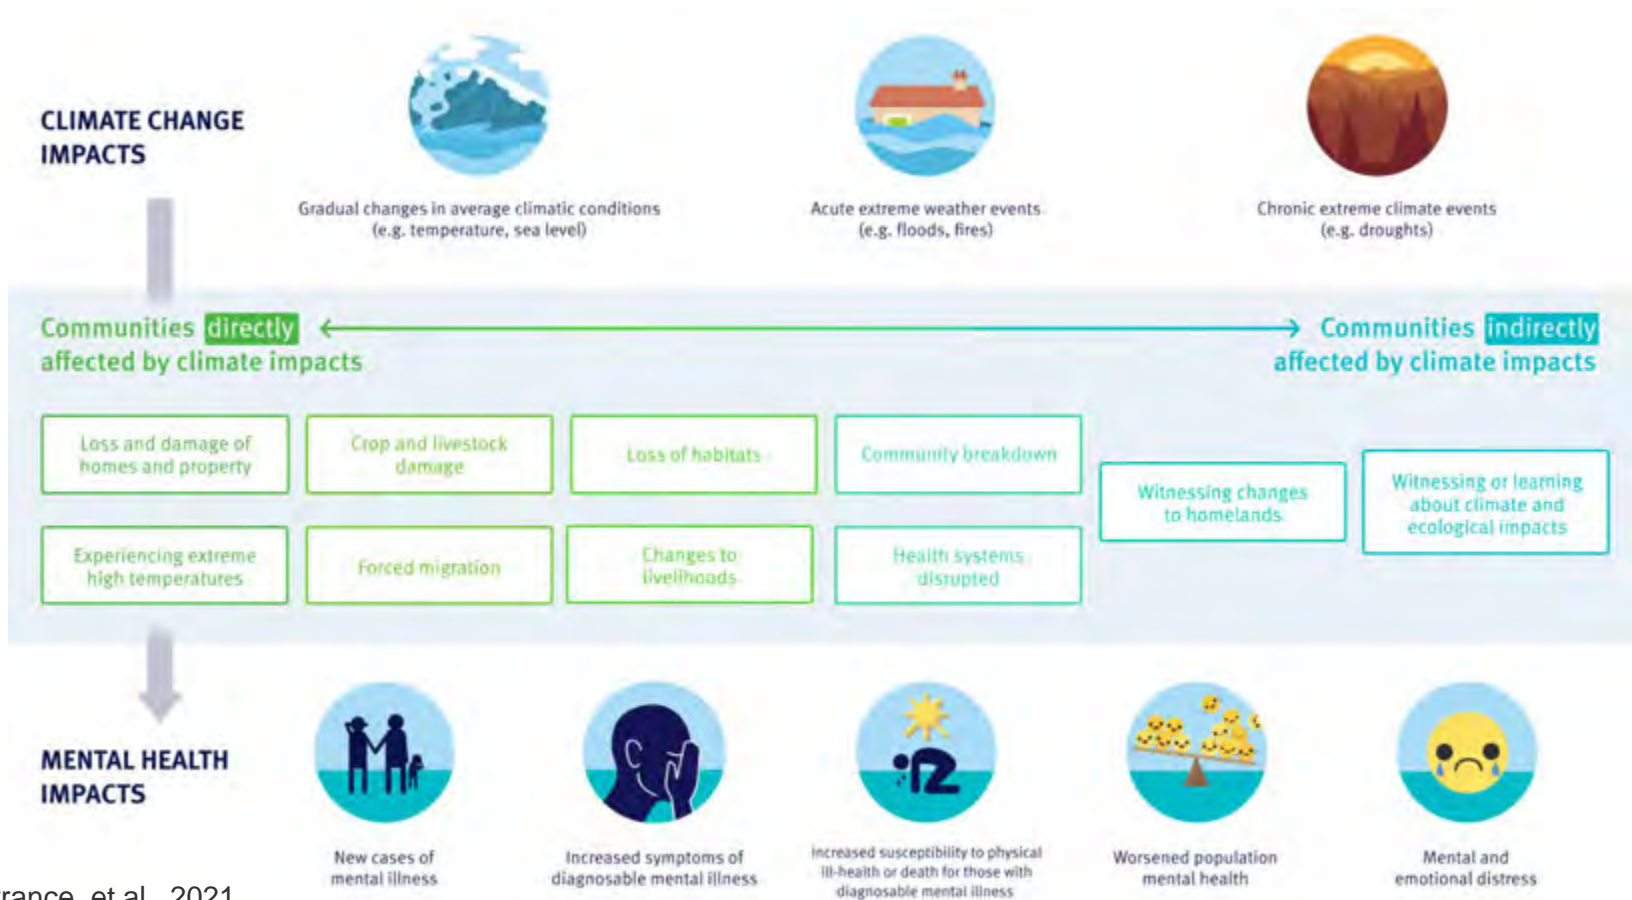 CLIMATE CHANGE
IMPACTS
Gradual changes in average climatic conditions
(e.g. temperature, sea level)
Acute extreme weather events
(e.g. floods, fires)
Chronic extreme climate events
(e.g. droughts)
Communities directly
affected by climate impacts
Communities indirectly
affected by climate impacts
Loss and damage of
homes and property
Crop and livestock
damage
Loss of habitats
Community breakdown
Witnessing changes
to homelands
Witnessing or learning
about climate and
ecological impacts
Experiencing extreme
high temperatures
Forced migration
Changes to
livelihoods
Health systems
disrupted
MENTAL HEALTH
IMPACTS
New cases of
mental illness
Increased symptoms of
diagnosable mental illness
Increased susceptibility to physical
ill-health or death for those with
diagnosable mental illness
Worsened population
mental health
Mental and
emotional distress
et al., 2021